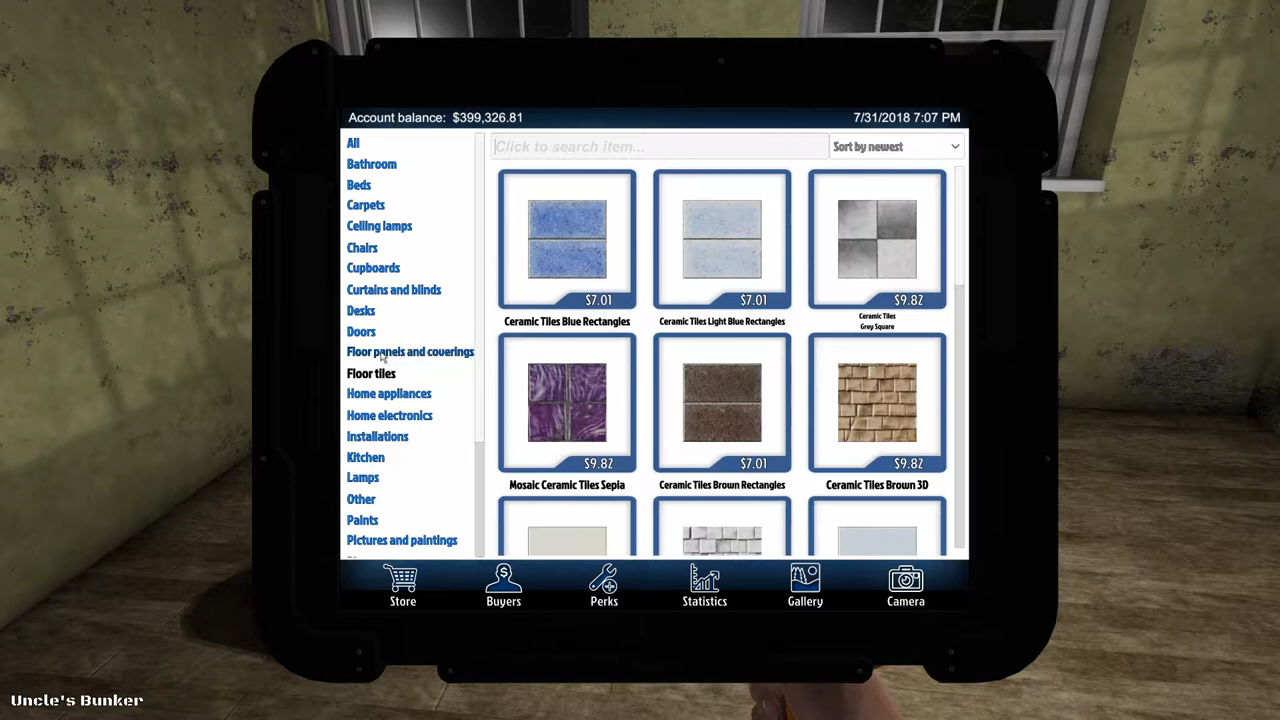 Account balance: $399,326.81
7/31/2018 7:07 PM
All
Bathroom
Beds
Carpets
Ceiling lamps
Chairs
Cupboards
Curtains and blinds
Desks
Doors
Floor panels and coverings
Floor tiles
Home appliances
Home electronics
Installations
Kitchen
Lamps
Other
Paints
Pictures and paintings
Click to search item...
Sort by newest
$7.01
$7.01
$9.82
Ceramic Tiles Blue Rectangles
Ceramic Tiles Light Blue Rectangles
Ceramic Tiles
Grey Square
$9.82
$7.01
$9.82
Mosaic Ceramic Tiles Sepia
Ceramic Tiles Brown Rectangles
Ceramic Tiles Brown 3D
Store
Buyers
Perks
Statistics
Gallery
Camera
Uncle's Bunker